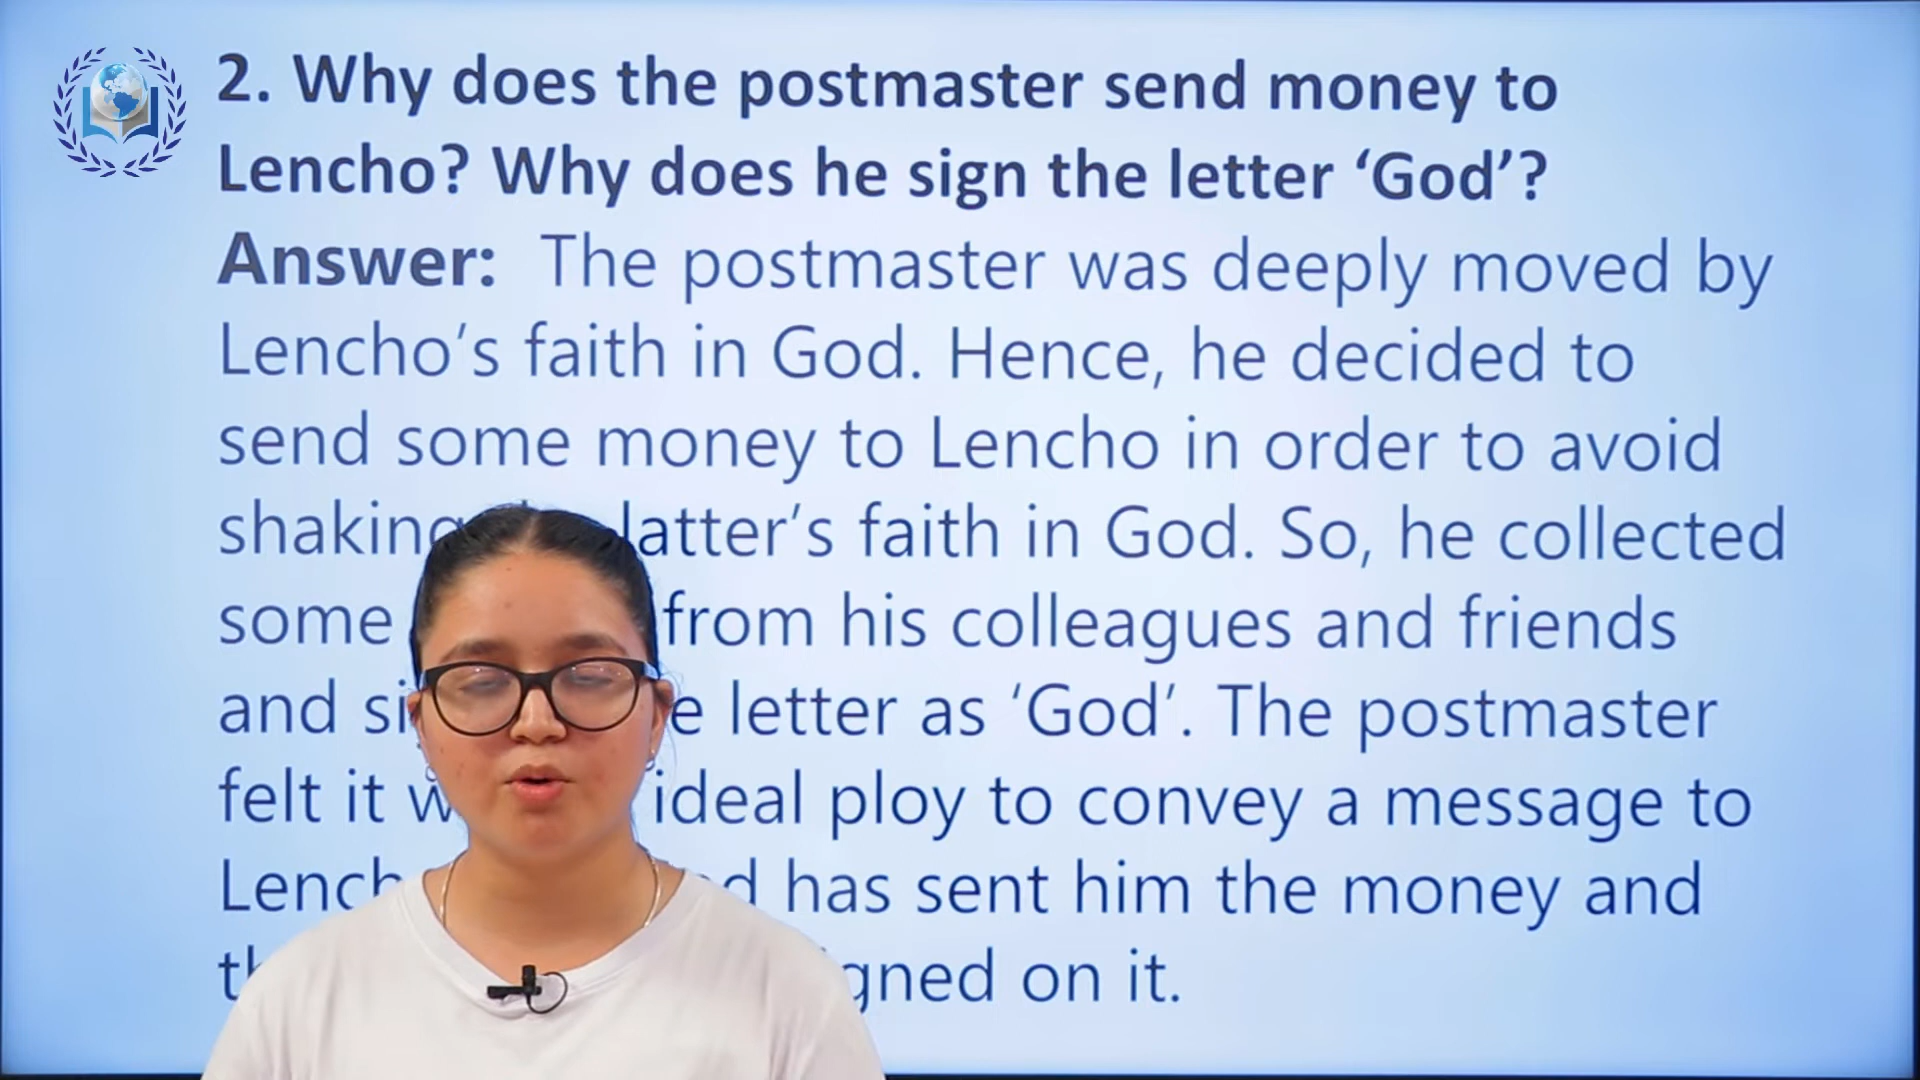 2. Why does the postmaster send money to
Lencho? Why does he sign the letter ‘God’?
Answer: The postmaster was deeply moved by
Lencho’s faith in God. Hence, he decided to
send some money to Lencho in order to avoid
shaking latter’s faith in God. So, he collected
some from his colleagues and friends
and letter as ‘God’. The postmaster
felt it ideal ploy to convey a message to
has sent him the money and
on it.